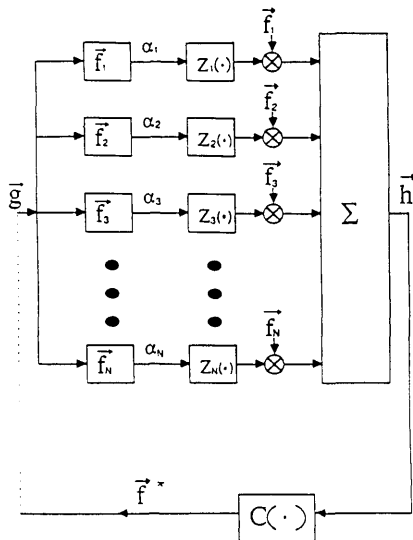 f⃗₁
f⃗₁ α₁ Z₁(·)
f⃗₂
f⃗₂ α₂ Z₂(·)
f⃗₃
g⃗ f⃗₃ α₃ Z₃(·) Σ h⃗
f⃗N
f⃗N αN ZN(·)
f⃗ * C(·)